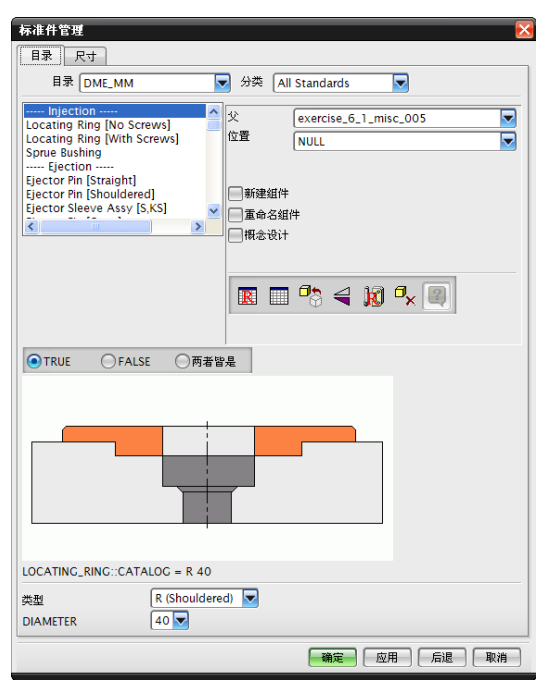 标准件管理
目录 尺寸
目录 DME_MM 分类 All Standards
----- Injection -----
Locating Ring [No Screws]
Locating Ring [With Screws]
Sprue Bushing
----- Ejection -----
Ejector Pin [Straight]
Ejector Pin [Shouldered]
Ejector Sleeve Assy [S,KS]
父 exercise_6_1_misc_005
位置 NULL
新建组件
重命名组件
概念设计
TRUE FALSE 两者皆是
LOCATING_RING::CATALOG = R 40
类型 R (Shouldered)
DIAMETER 40
确定 应用 后退 取消